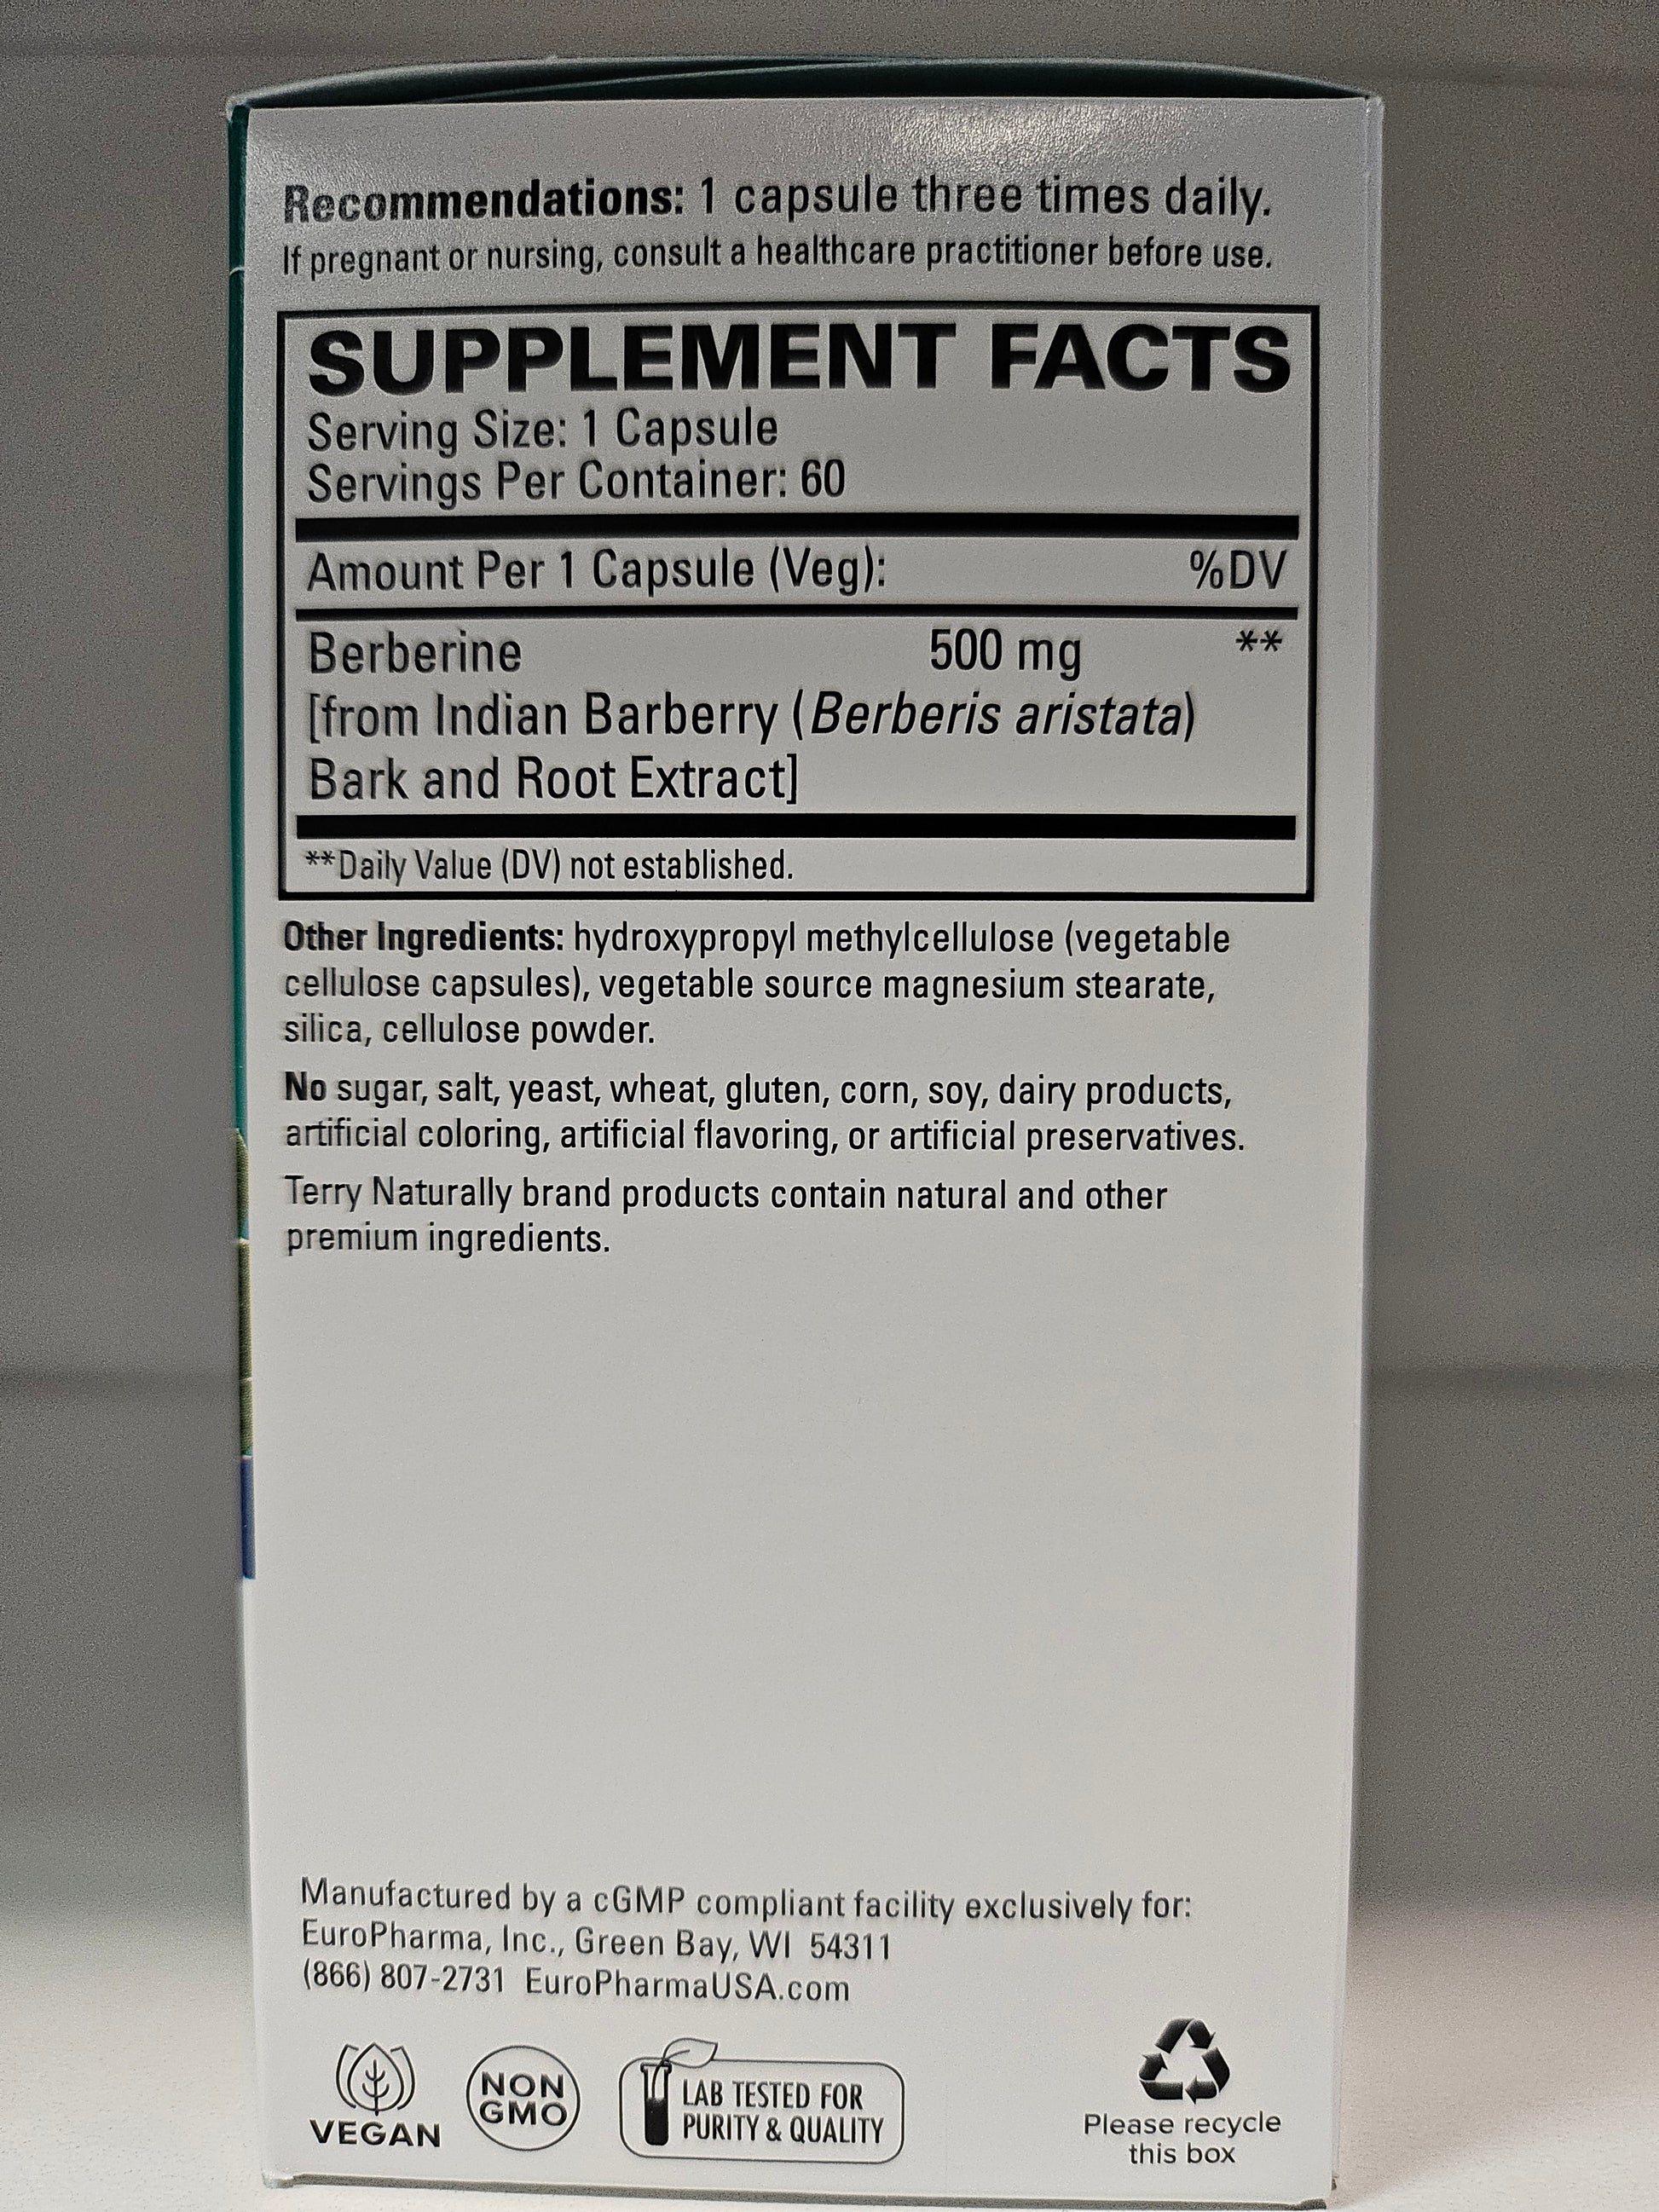 Recommendations: 1 capsule three times daily.
If pregnant or nursing, consult a healthcare practitioner before use.
SUPPLEMENT FACTS
Serving Size: 1 Capsule
Servings Per Container: 60
Amount Per 1 Capsule (Veg): %DV
Berberine 500 mg **
[from Indian Barberry (Berberis aristata)
Bark and Root Extract]
**Daily Value (DV) not established.
Other Ingredients: hydroxypropyl methylcellulose (vegetable
cellulose capsules), vegetable source magnesium stearate,
silica, cellulose powder.
No sugar, salt, yeast, wheat, gluten, corn, soy, dairy products,
artificial coloring, artificial flavoring, or artificial preservatives.
Terry Naturally brand products contain natural and other
premium ingredients.
Manufactured by a cGMP compliant facility exclusively for:
EuroPharma, Inc., Green Bay, WI 54311
(866) 807-2731 EuroPharmaUSA.com
VEGAN
NON
GMO
LAB TESTED FOR
PURITY & QUALITY
Please recycle
this box